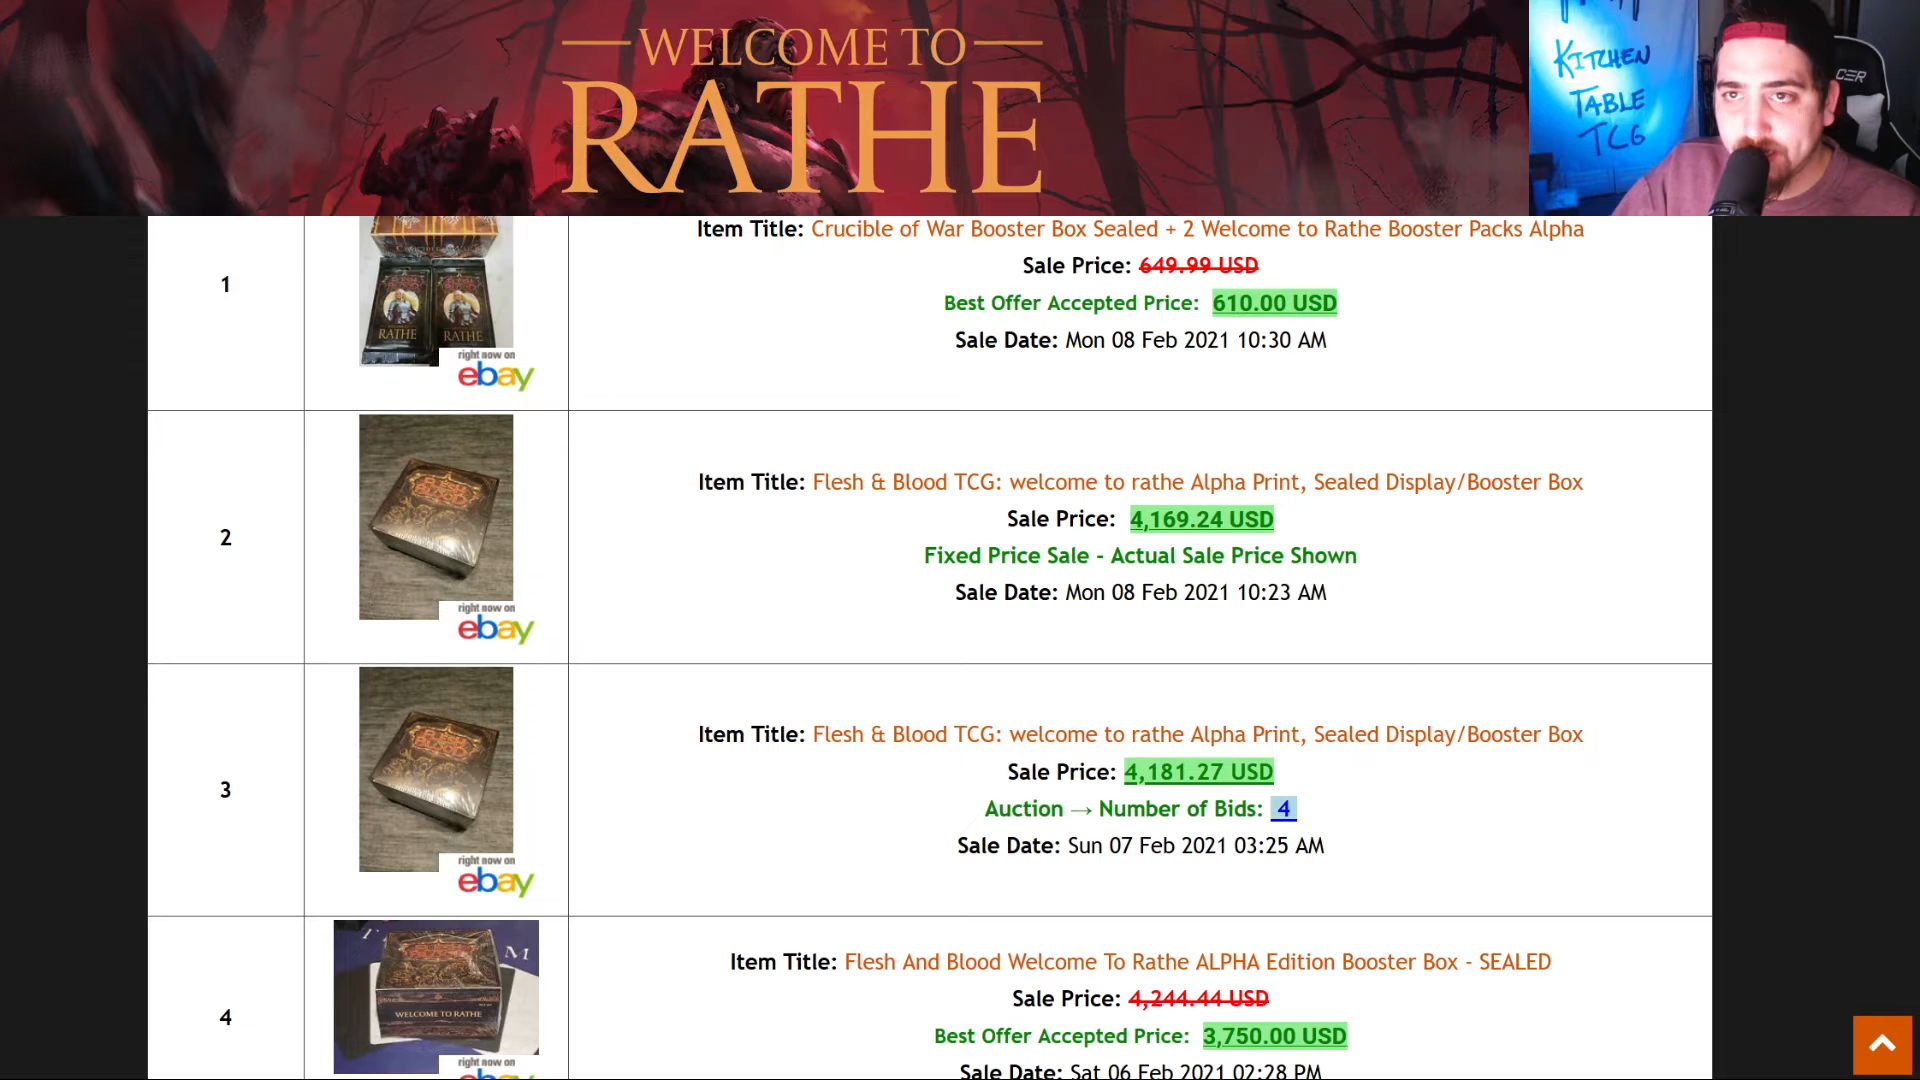 WELCOME TO
RATHE
KITCHEN
TABLE
TCG
CER
1
RATHE
RATHE
right now on
ebay
Item Title: Crucible of War Booster Box Sealed + 2 Welcome to Rathe Booster Packs Alpha
Sale Price: 649.99 USD
Best Offer Accepted Price: 610.00 USD
Sale Date: Mon 08 Feb 2021 10:30 AM
2
FLESH
BLOOD
right now on
ebay
Item Title: Flesh & Blood TCG: welcome to rathe Alpha Print, Sealed Display/Booster Box
Sale Price: 4,169.24 USD
Fixed Price Sale - Actual Sale Price Shown
Sale Date: Mon 08 Feb 2021 10:23 AM
3
FLESH
BLOOD
right now on
ebay
Item Title: Flesh & Blood TCG: welcome to rathe Alpha Print, Sealed Display/Booster Box
Sale Price: 4,181.27 USD
Auction → Number of Bids: 4
Sale Date: Sun 07 Feb 2021 03:25 AM
4
FLESH
BLOOD
WELCOME TO RATHE
right now on
ebay
Item Title: Flesh And Blood Welcome To Rathe ALPHA Edition Booster Box - SEALED
Sale Price: 4,244.44 USD
Best Offer Accepted Price: 3,750.00 USD
Sale Date: Sat 06 Feb 2021 02:28 PM